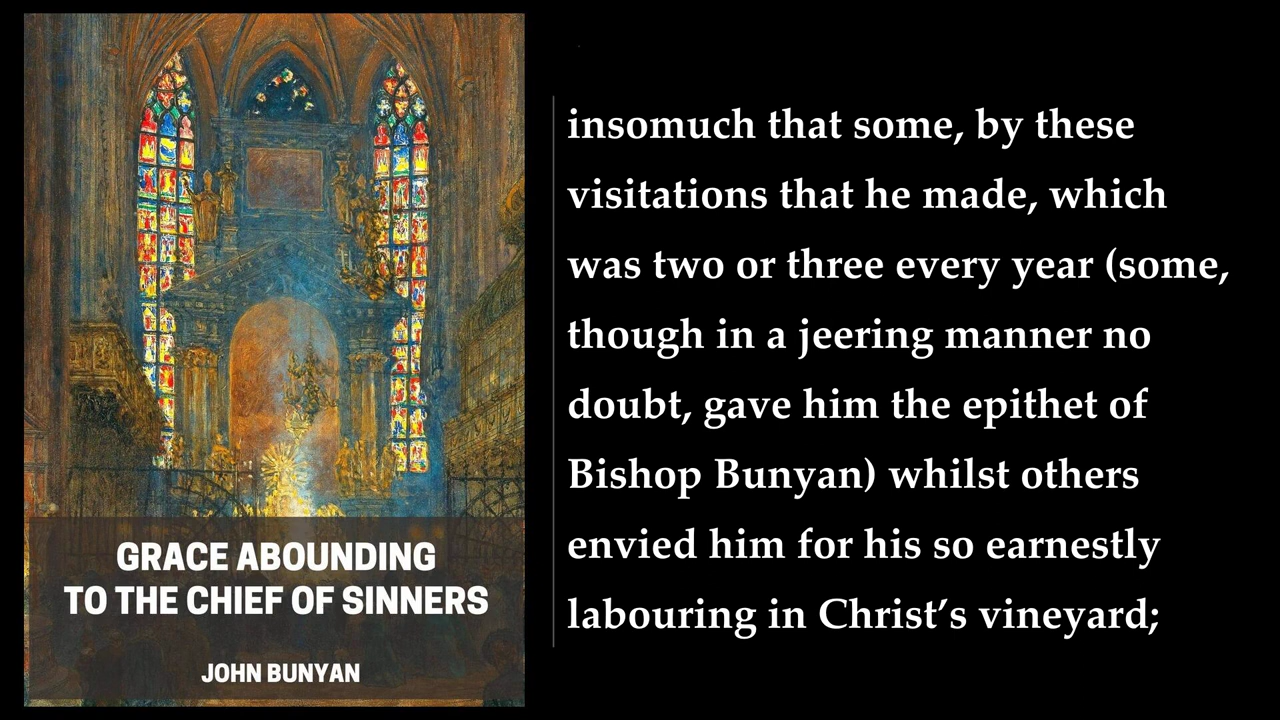 GRACE ABOUNDING
TO THE CHIEF OF SINNERS
JOHN BUNYAN
insomuch that some, by these
visitations that he made, which
was two or three every year (some,
though in a jeering manner no
doubt, gave him the epithet of
Bishop Bunyan) whilst others
envied him for his so earnestly
labouring in Christ’s vineyard;